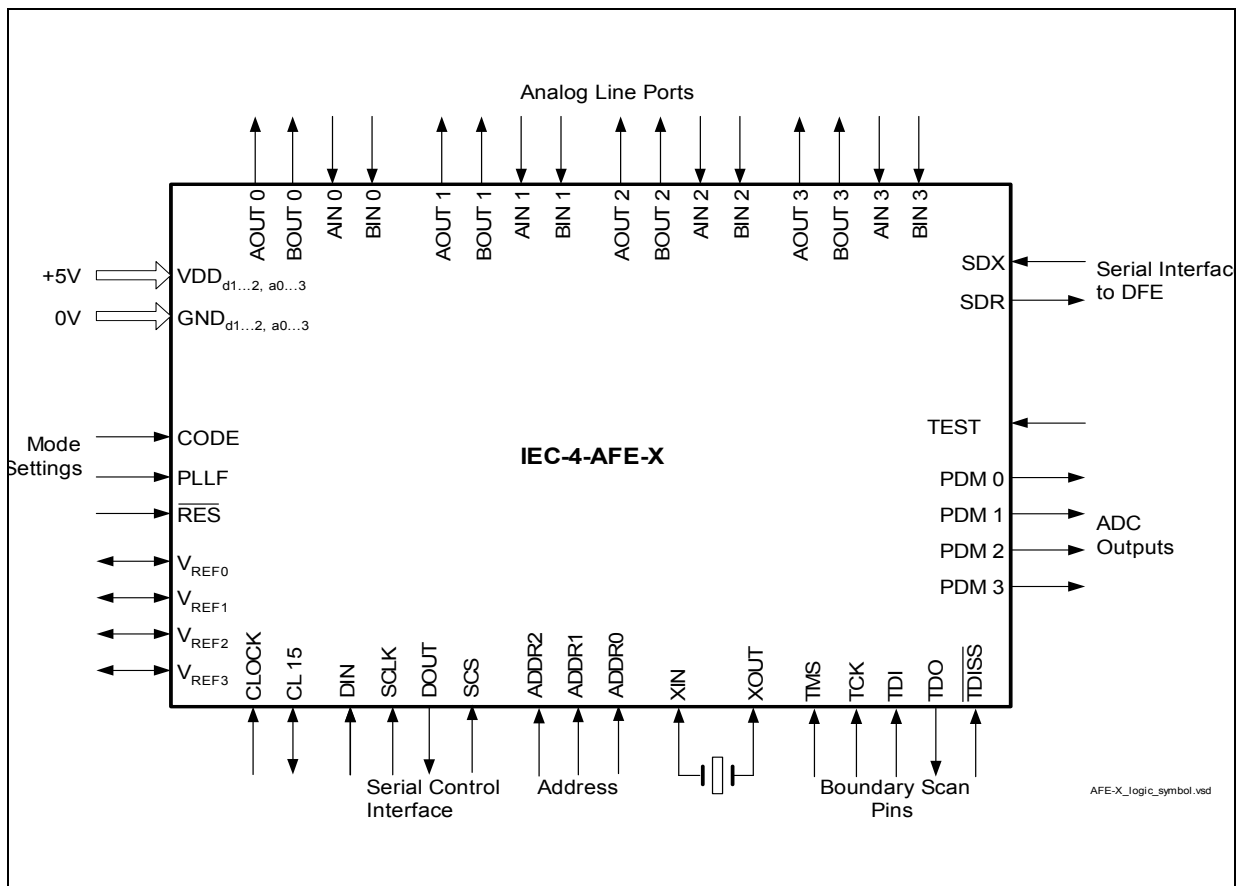 Analog Line Ports
AOUT 0
BOUT 0
AIN 0
BIN 0
AOUT 1
BOUT 1
AIN 1
BIN 1
AOUT 2
BOUT 2
AIN 2
BIN 2
AOUT 3
BOUT 3
AIN 3
BIN 3
+5V
VDD d1...2, a0...3
0V
GND d1...2, a0...3
SDX
SDR
Serial Interfac
to DFE
Mode
Settings
CODE
PLLF
RES
IEC-4-AFE-X
TEST
PDM 0
PDM 1
PDM 2
PDM 3
ADC
Outputs
VREF0
VREF1
VREF2
VREF3
CLOCK
CL 15
DIN
SCLK
DOUT
SCS
ADDR2
ADDR1
ADDR0
XIN
XOUT
TMS
TCK
TDI
TDO
TDISS
Serial Control
Interface
Address
Boundary Scan
Pins
AFE-X_logic_symbol.vsd